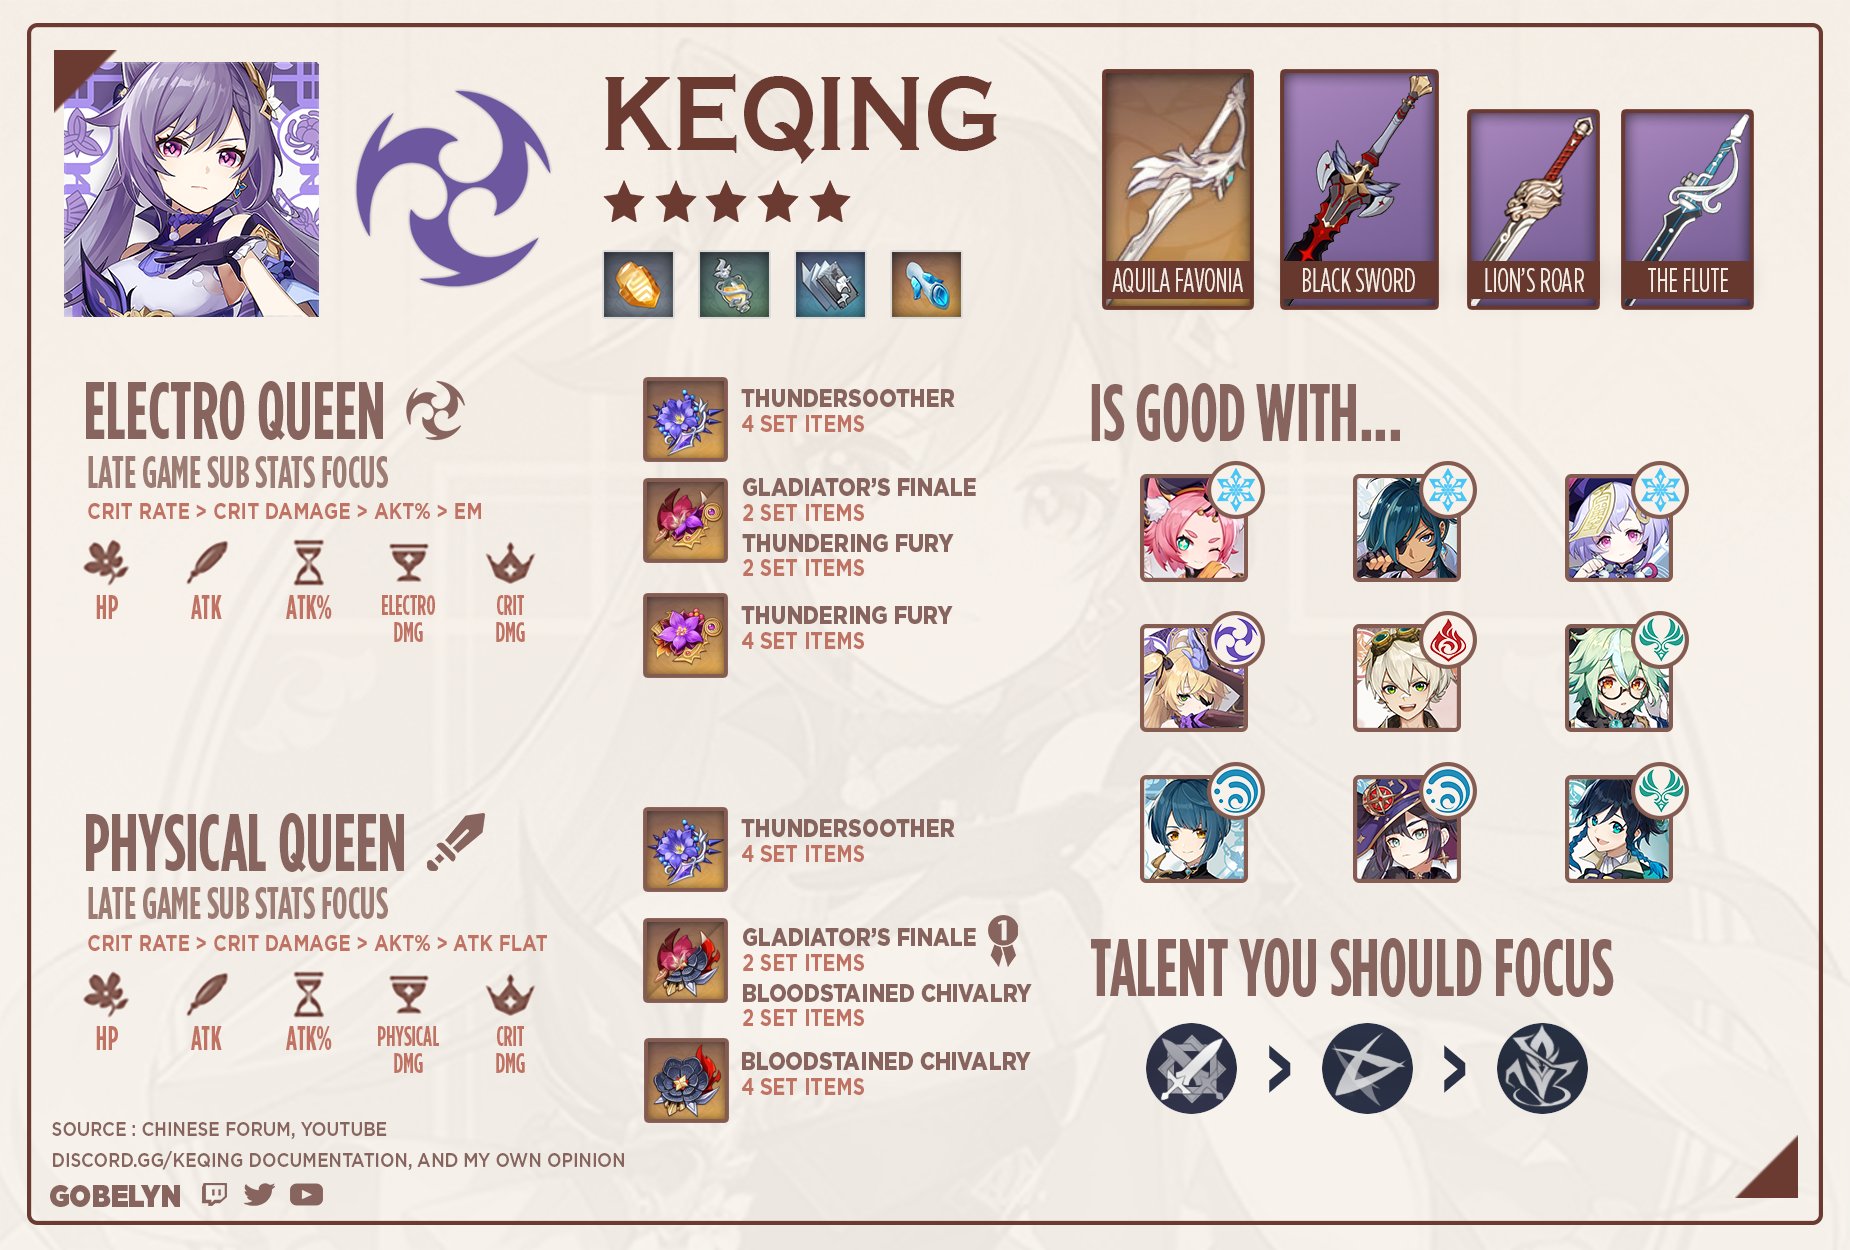 KEQING
AQUILA FAVONIA
BLACK SWORD
LION'S ROAR
THE FLUTE
ELECTRO QUEEN
LATE GAME SUB STATS FOCUS
CRIT RATE > CRIT DAMAGE > AKT% > EM
HP
ATK
ATK%
ELECTRO
DMG
CRIT
DMG
THUNDERSOOTHER
4 SET ITEMS
GLADIATOR'S FINALE
2 SET ITEMS
THUNDERING FURY
2 SET ITEMS
THUNDERING FURY
4 SET ITEMS
PHYSICAL QUEEN
LATE GAME SUB STATS FOCUS
CRIT RATE > CRIT DAMAGE > AKT% > ATK FLAT
HP
ATK
ATK%
PHYSICAL
DMG
CRIT
DMG
THUNDERSOOTHER
4 SET ITEMS
GLADIATOR'S FINALE
1
2 SET ITEMS
BLOODSTAINED CHIVALRY
2 SET ITEMS
BLOODSTAINED CHIVALRY
4 SET ITEMS
IS GOOD WITH...
TALENT YOU SHOULD FOCUS
> >
SOURCE : CHINESE FORUM, YOUTUBE
DISCORD.GG/KEQING DOCUMENTATION, AND MY OWN OPINION
GOBELYN